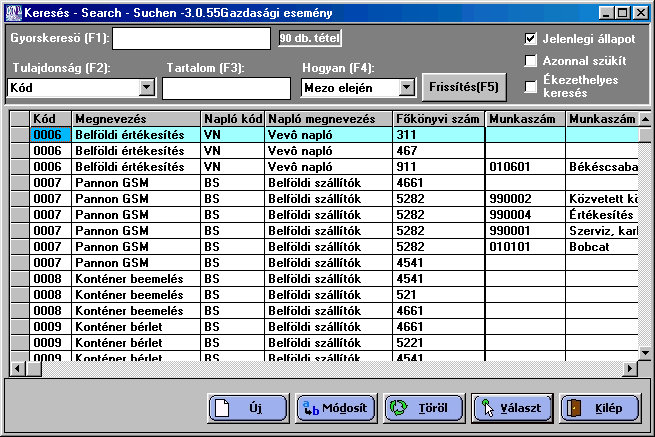 Keresés - Search - Suchen -3.0.55Gazdasági esemény
Gyorskereső (F1): 90 db. tétel Jelenlegi állapot
Azonnal szűkít
Tulajdonság (F2): Tartalom (F3): Hogyan (F4):
Kód Mezo elején Frissítés(F5) Ékezethelyes
keresés
Kód Megnevezés Napló kód Napló megnevezés Főkönyvi szám Munkaszám Munkaszám
0006 Belföldi értékesítés VN Vevô napló 311
0006 Belföldi értékesítés VN Vevô napló 467
0006 Belföldi értékesítés VN Vevô napló 911 010601 Békéscsaba
0007 Pannon GSM BS Belföldi szállítók 4661
0007 Pannon GSM BS Belföldi szállítók 5282 990002 Közvetett kö
0007 Pannon GSM BS Belföldi szállítók 5282 990004 Értékesítés
0007 Pannon GSM BS Belföldi szállítók 5282 990001 Szerviz, kar
0007 Pannon GSM BS Belföldi szállítók 5282 010101 Bobcat
0007 Pannon GSM BS Belföldi szállítók 4541
0008 Konténer beemelés BS Belföldi szállítók 4541
0008 Konténer beemelés BS Belföldi szállítók 521
0008 Konténer beemelés BS Belföldi szállítók 4661
0009 Konténer bérlet BS Belföldi szállítók 4661
0009 Konténer bérlet BS Belföldi szállítók 5221
0009 Konténer bérlet BS Belföldi szállítók 4541
Új Módosít Töröl Választ Kilép